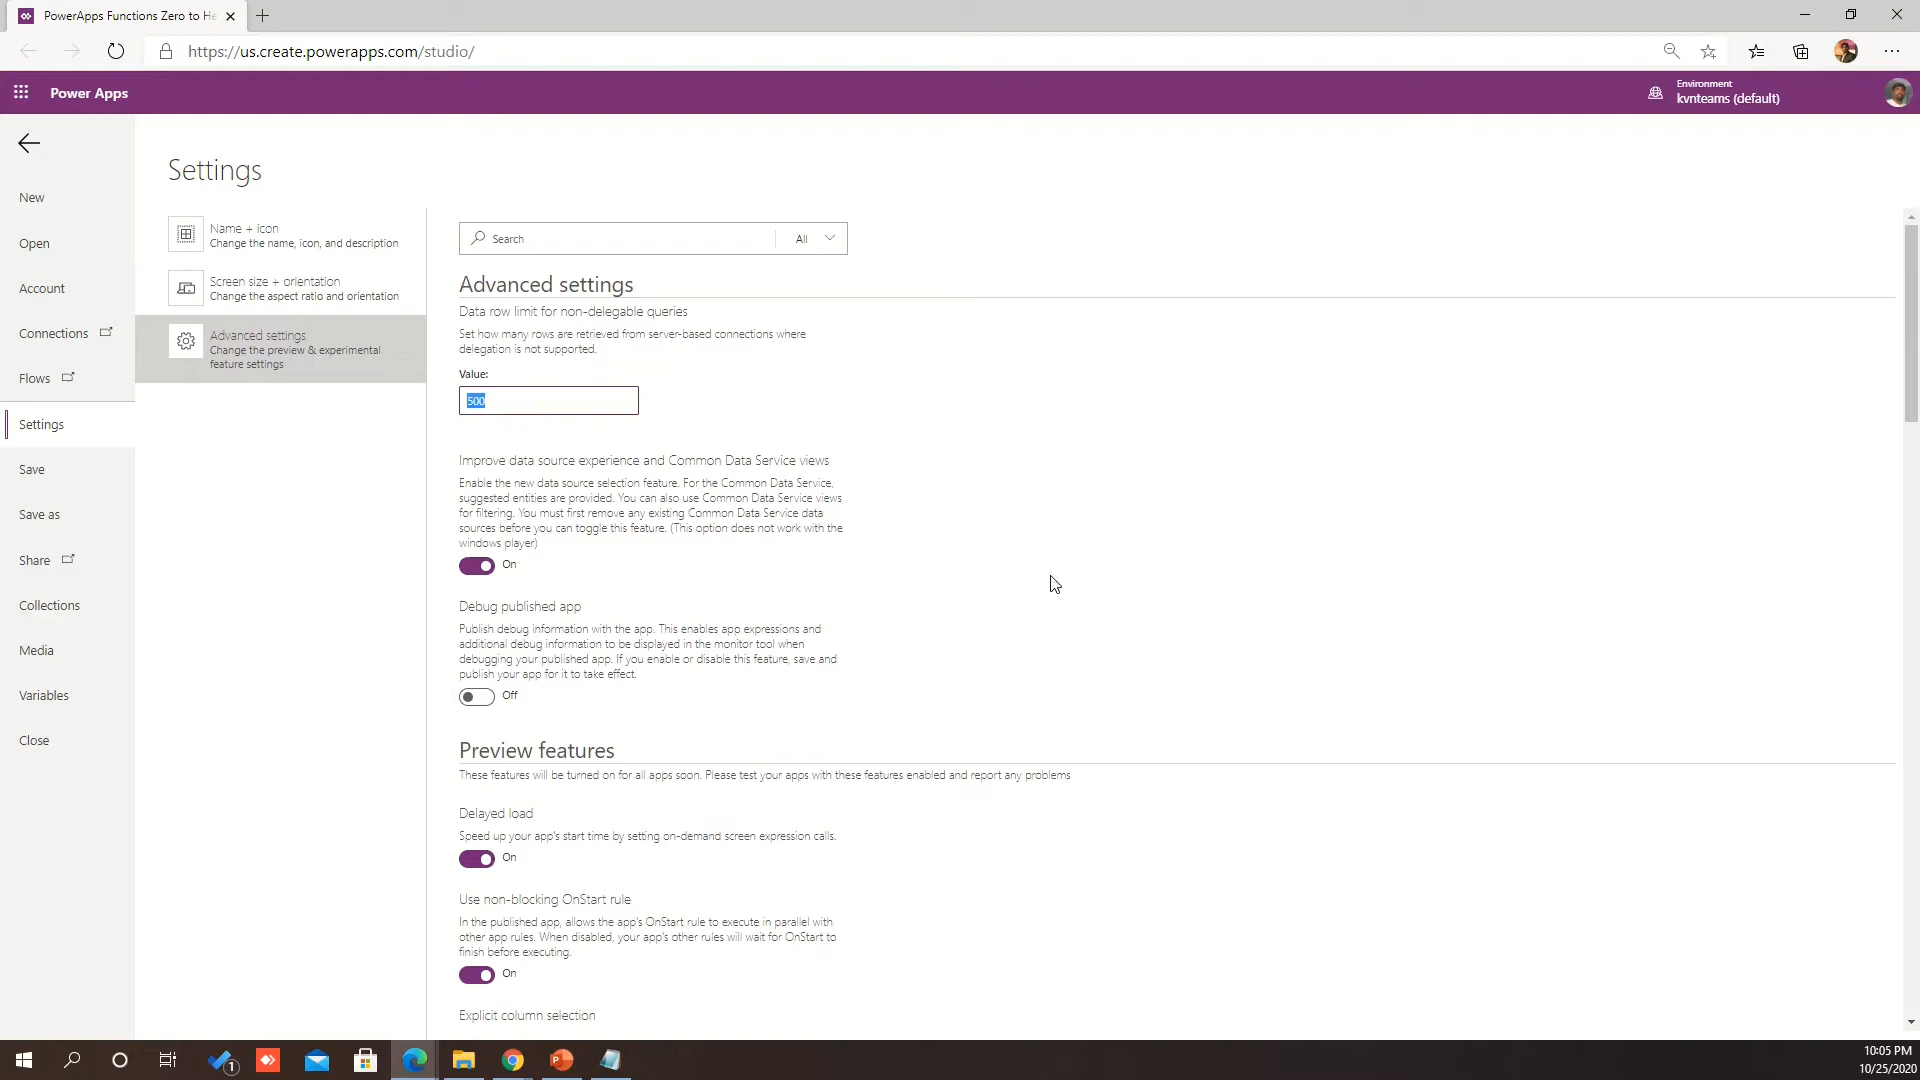 PowerApps Functions Zero to He
https://us.create.powerapps.com/studio/
Power Apps
Environment
kvnteams (default)
New
Open
Account
Connections
Flows
Settings
Save
Save as
Share
Collections
Media
Variables
Close
Settings
Name + icon
Change the name, icon, and description
Screen size + orientation
Change the aspect ratio and orientation
Advanced settings
Change the preview & experimental
feature settings
Search
All
Advanced settings
Data row limit for non-delegable queries
Set how many rows are retrieved from server-based connections where
delegation is not supported.
Value:
500
Improve data source experience and Common Data Service views
Enable the new data source selection feature. For the Common Data Service,
suggested entities are provided. You can also use Common Data Service views
for filtering. You must first remove any existing Common Data Service data
sources before you can toggle this feature. (This option does not work with the
windows player)
On
Debug published app
Publish debug information with the app. This enables app expressions and
additional debug information to be displayed in the monitor tool when
debugging your published app. If you enable or disable this feature, save and
publish your app for it to take effect.
Off
Preview features
These features will be turned on for all apps soon. Please test your apps with these features enabled and report any problems
Delayed load
Speed up your app's start time by setting on-demand screen expression calls.
On
Use non-blocking OnStart rule
In the published app, allows the app's OnStart rule to execute in parallel with
other app rules. When disabled, your app's other rules will wait for OnStart to
finish before executing.
On
Explicit column selection
1
P
10:05 PM
10/25/2020